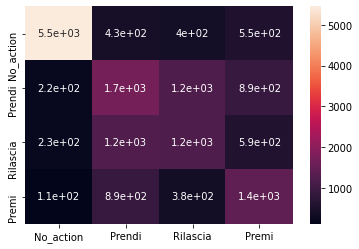 No_action 5.5e+03 4.3e+02 4e+02 5.5e+02 5000
Prendi 2.2e+02 1.7e+03 1.2e+03 8.9e+02 4000
3000
Rilascia 2.3e+02 1.2e+03 1.2e+03 5.9e+02 2000
Premi 1.1e+02 8.9e+02 3.8e+02 1.4e+03 1000
No_action Prendi Rilascia Premi